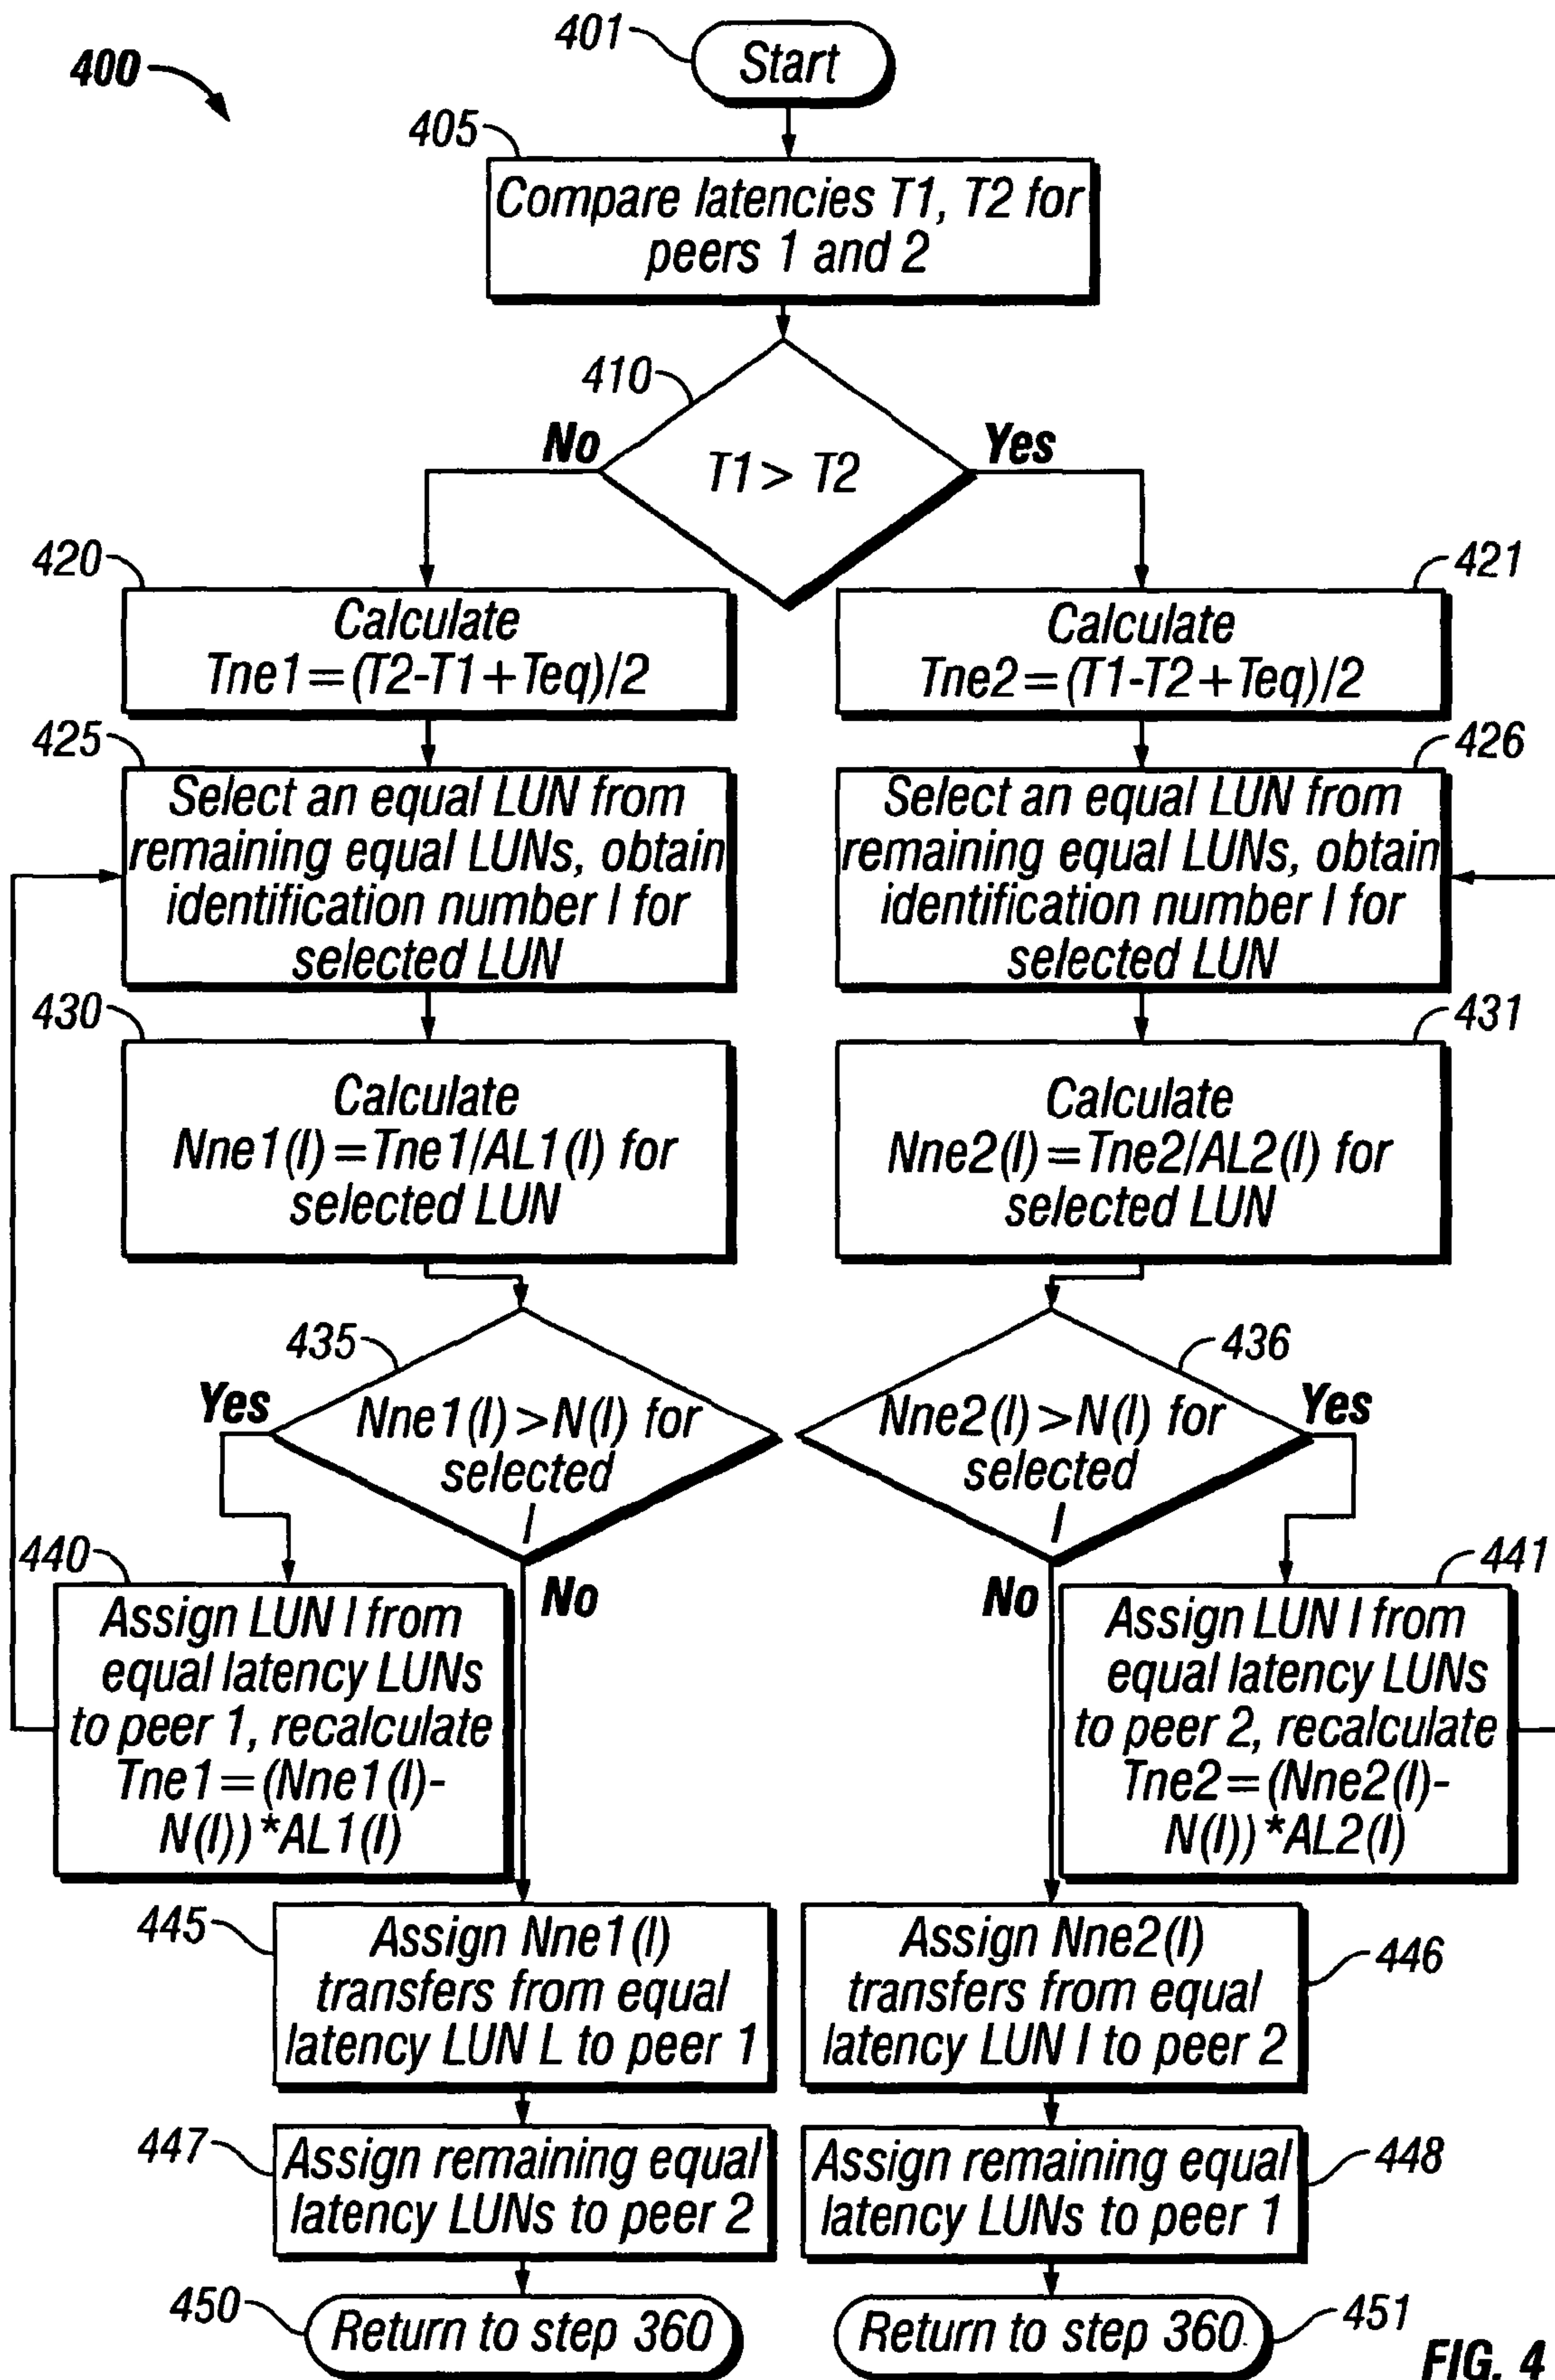 400
401
Start
405
Compare latencies T1, T2 for
peers 1 and 2
410
T1 > T2
No
Yes
420
Calculate
Tne1=(T2-T1+Teq)/2
421
Calculate
Tne2=(T1-T2+Teq)/2
425
Select an equal LUN from
remaining equal LUNs, obtain
identification number I for
selected LUN
426
Select an equal LUN from
remaining equal LUNs, obtain
identification number I for
selected LUN
430
Calculate
Nne1(I)=Tne1/AL1(I) for
selected LUN
431
Calculate
Nne2(I)=Tne2/AL2(I) for
selected LUN
435
Nne1(I)>N(I) for
selected
I
Yes
No
436
Nne2(I)>N(I) for
selected
I
Yes
No
440
Assign LUN I from
equal latency LUNs
to peer 1, recalculate
Tne1=(Nne1(I)-
N(I))*AL1(I)
441
Assign LUN I from
equal latency LUNs
to peer 2, recalculate
Tne2=(Nne2(I)-
N(I))*AL2(I)
445
Assign Nne1(I)
transfers from equal
latency LUN L to peer 1
446
Assign Nne2(I)
transfers from equal
latency LUN I to peer 2
447
Assign remaining equal
latency LUNs to peer 2
448
Assign remaining equal
latency LUNs to peer 1
450
Return to step 360
451
Return to step 360
FIG. 4